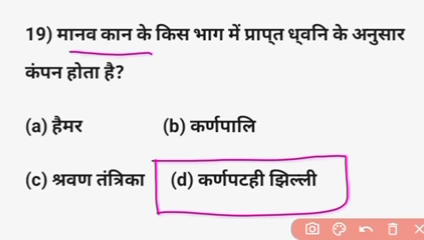 19) मानव कान के किस भाग में प्राप्त ध्वनि के अनुसार
कंपन होता है?
(a) हैमर (b) कर्णपालि
(c) श्रवण तंत्रिका (d) कर्णपटही झिल्ली